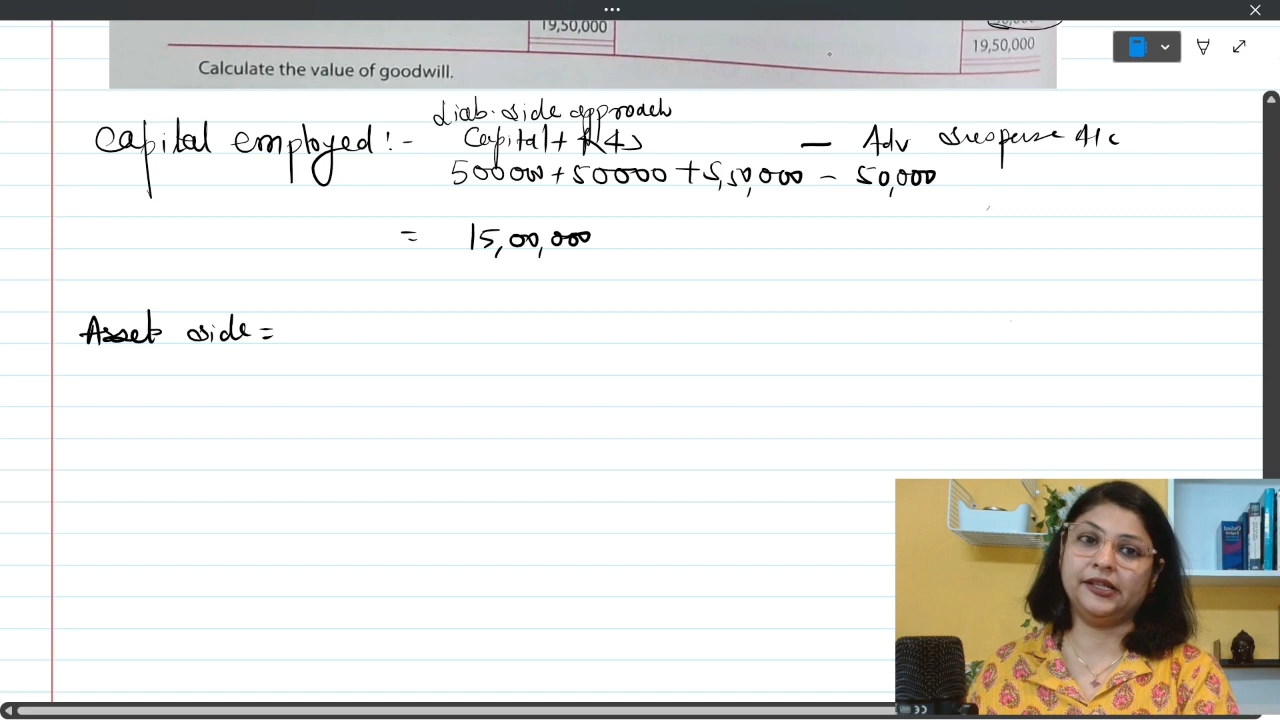 19,50,000
19,50,000
Calculate the value of goodwill.
Liab. side approach
Capital employed :- Capital + R&S — Adv suspense A/c
500000 + 50000 + 5,50,000 - 50,000
= 15,00,000
Asset side =